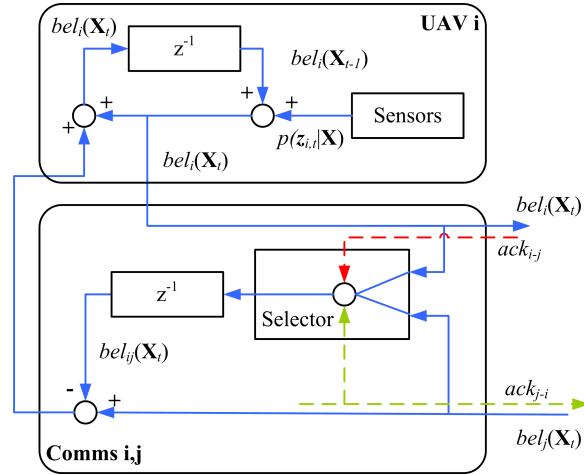 bel_i(X_t)
UAV i
z^-1
bel_i(X_t-1)
+
+
+
+
Sensors
p(z_i,t|X)
bel_i(X_t)
bel_i(X_t)
ack_i-j
z^-1
Selector
bel_ij(X_t)
-
+
ack_j-i
bel_j(X_t)
Comms i,j